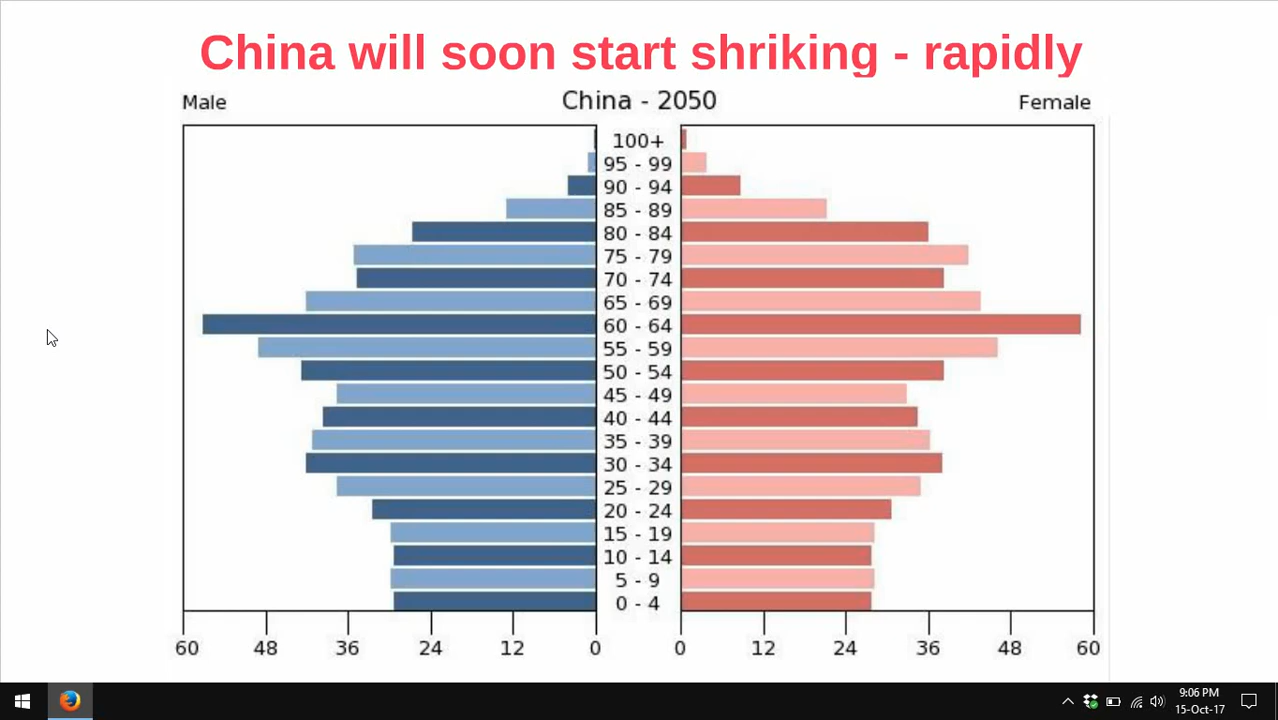 China will soon start shriking - rapidly
Male China - 2050 Female
100+
95 - 99
90 - 94
85 - 89
80 - 84
75 - 79
70 - 74
65 - 69
60 - 64
55 - 59
50 - 54
45 - 49
40 - 44
35 - 39
30 - 34
25 - 29
20 - 24
15 - 19
10 - 14
5 - 9
0 - 4
60 48 36 24 12 0 0 12 24 36 48 60
9:06 PM
15-Oct-17